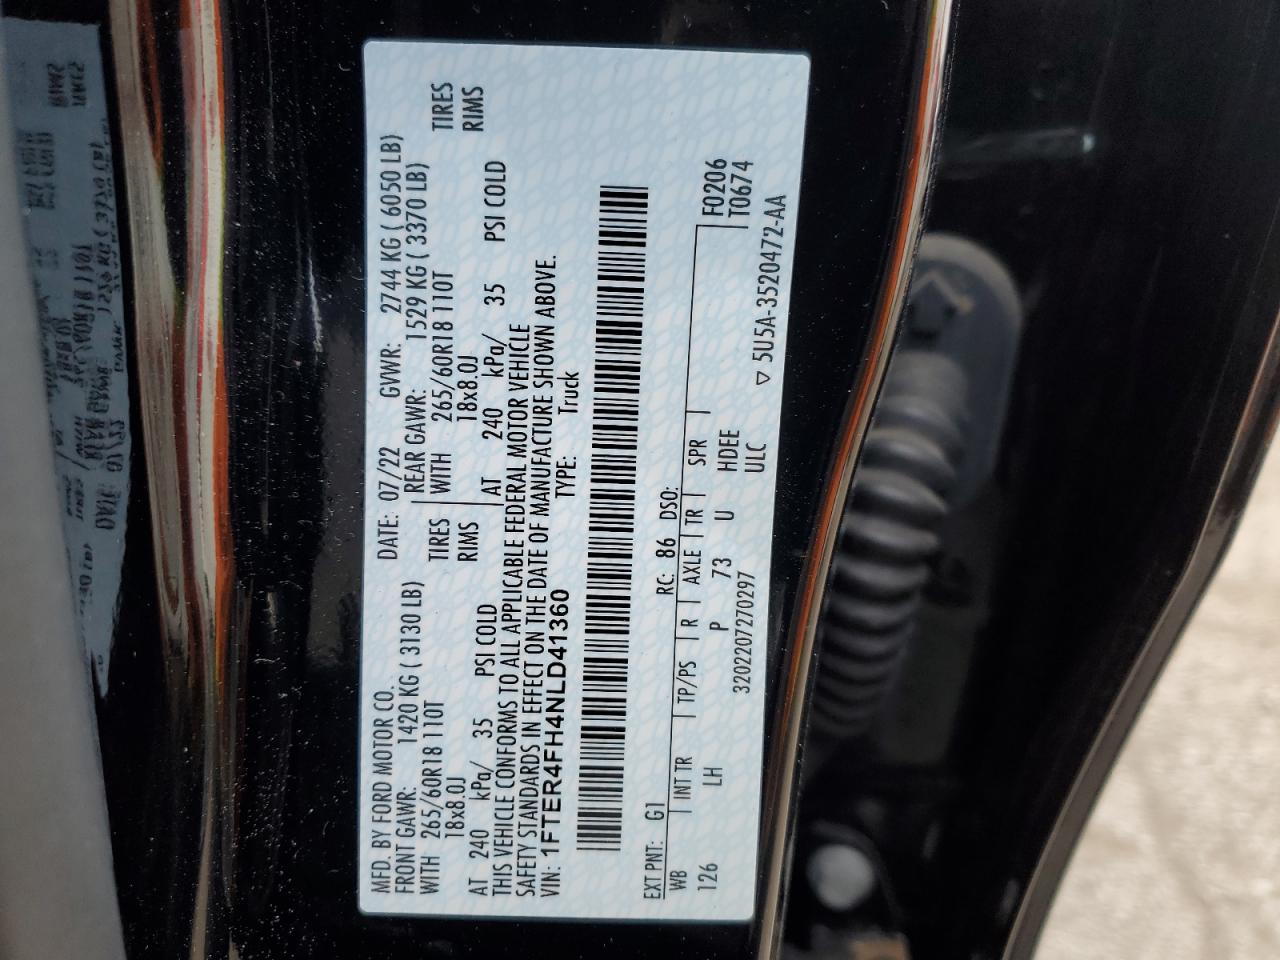 MFD. BY FORD MOTOR CO.
DATE: 07/22 GVWR: 2744 KG ( 6050 LB)
FRONT GAWR: 1420 KG ( 3130 LB) REAR GAWR: 1529 KG ( 3370 LB)
WITH 265/60R18 110T TIRES WITH 265/60R18 110T TIRES
18x8.0J RIMS 18x8.0J RIMS
AT 240 kPa/ 35 PSI COLD AT 240 kPa/ 35 PSI COLD
THIS VEHICLE CONFORMS TO ALL APPLICABLE FEDERAL MOTOR VEHICLE
SAFETY STANDARDS IN EFFECT ON THE DATE OF MANUFACTURE SHOWN ABOVE.
VIN: 1FTER4FH4NLD41360 TYPE: Truck
EXT PNT: G1 RC: 86 DSO: F0206
WB INT TR TP/PS R AXLE TR SPR T0674
126 LH P 73 U HDEE
3202207270297 ULC
▽ 5U5A-3520472-AA